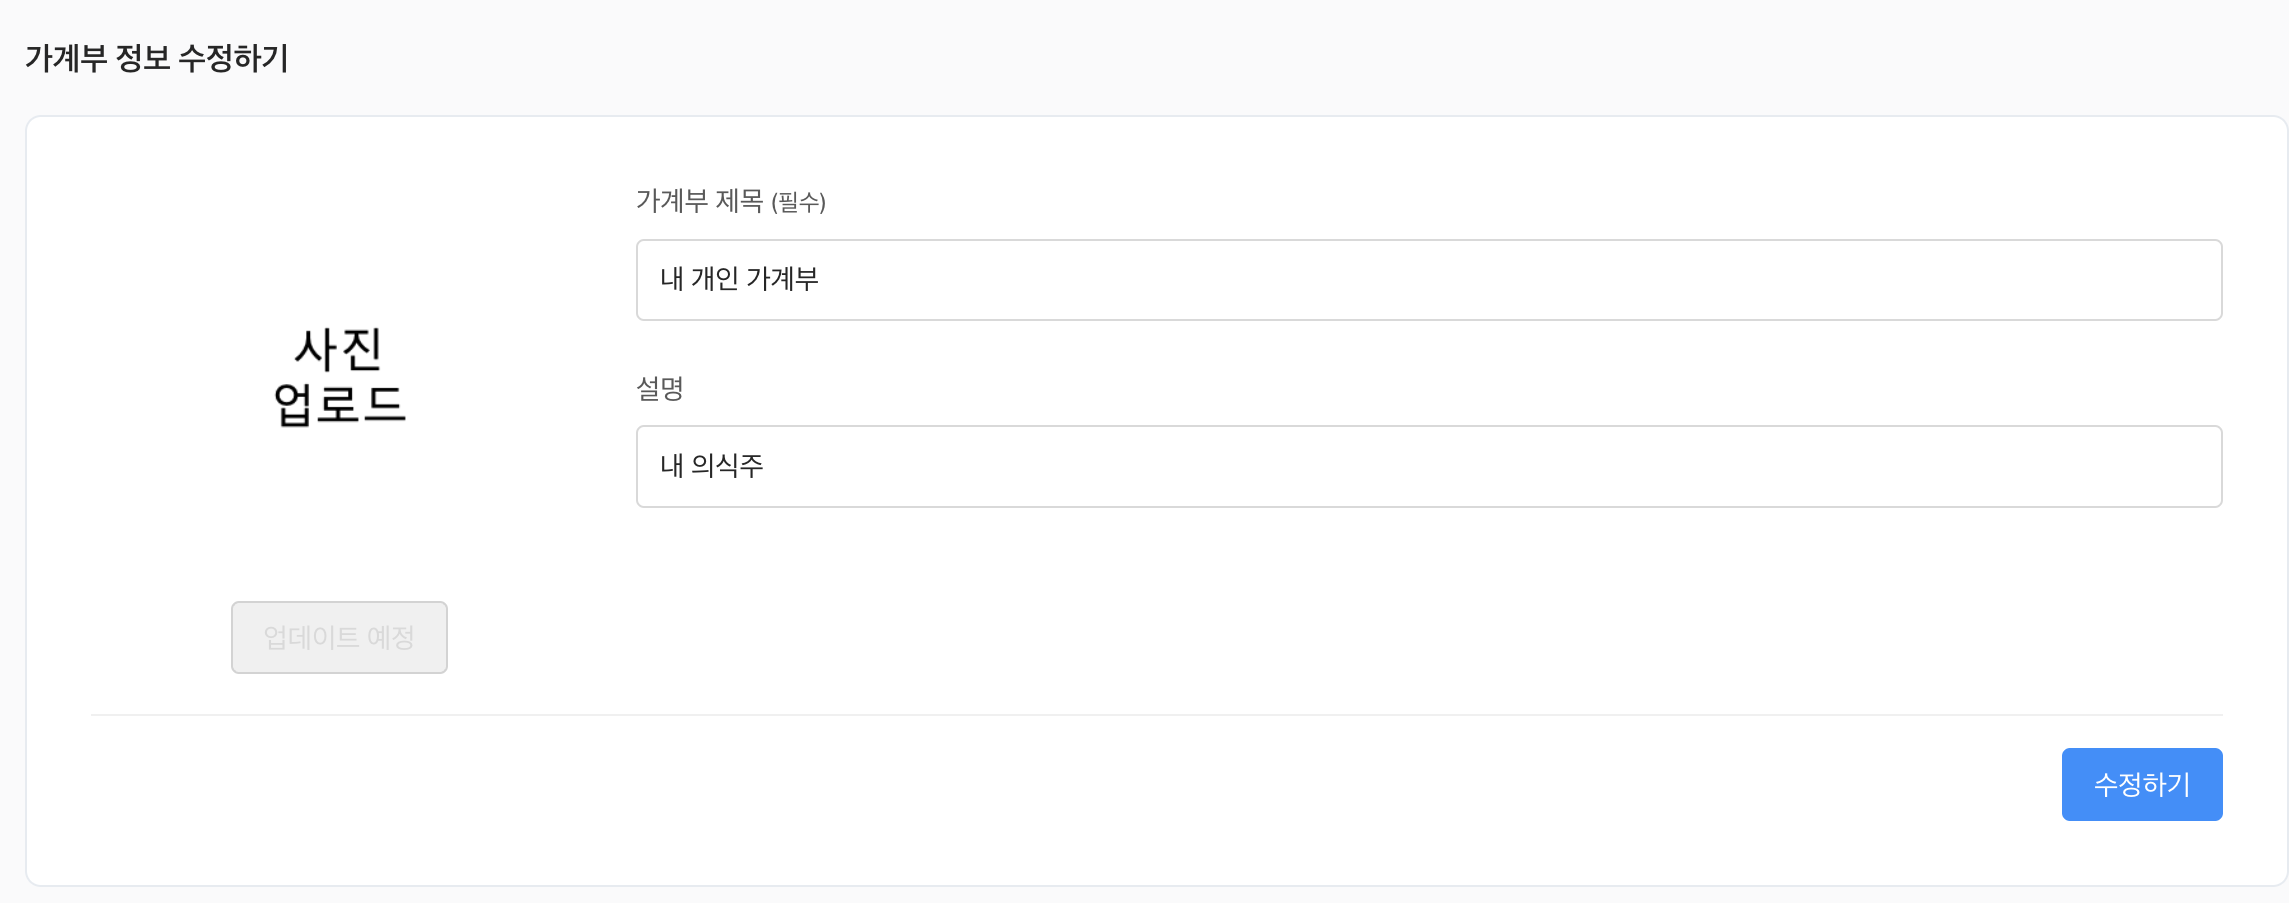 가계부 정보 수정하기
가계부 제목 (필수)
내 개인 가계부
설명
내 의식주
사진
업로드
업데이트 예정
수정하기